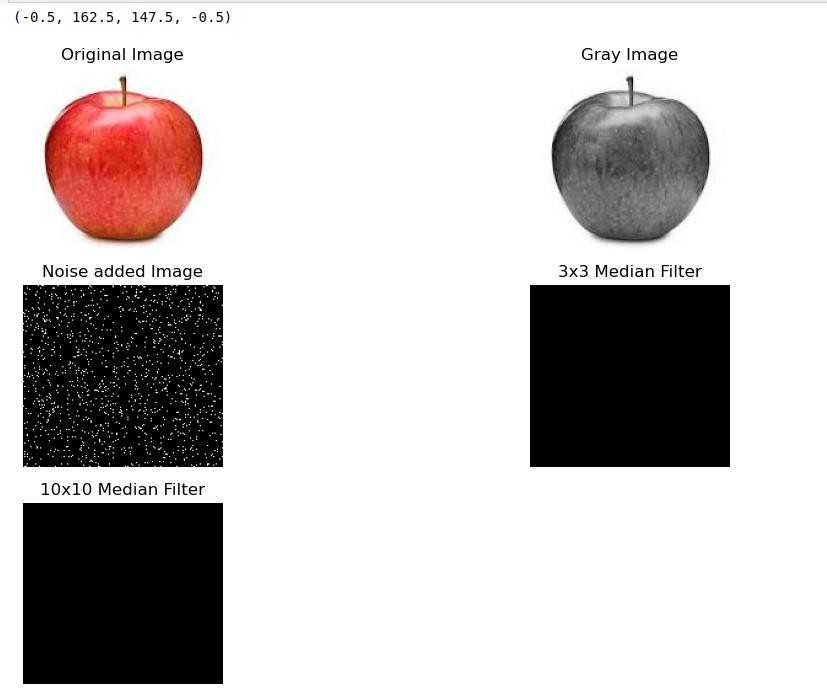 (-0.5, 162.5, 147.5, -0.5)
Original Image
Gray Image
Noise added Image
3x3 Median Filter
10x10 Median Filter